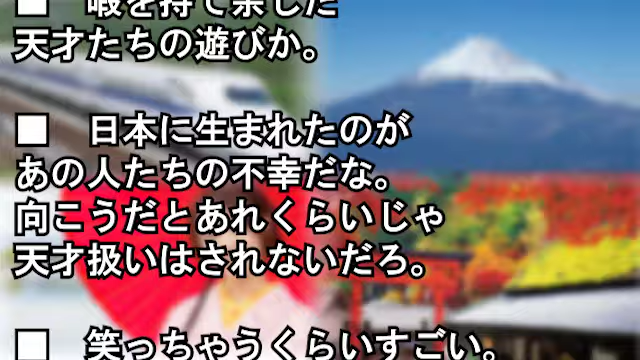 ■　暇を持て余した
天才たちの遊びか。
■　日本に生まれたのが
あの人たちの不幸だな。
向こうだとあれくらいじゃ
天才扱いはされないだろ。
■　笑っちゃうくらいすごい。